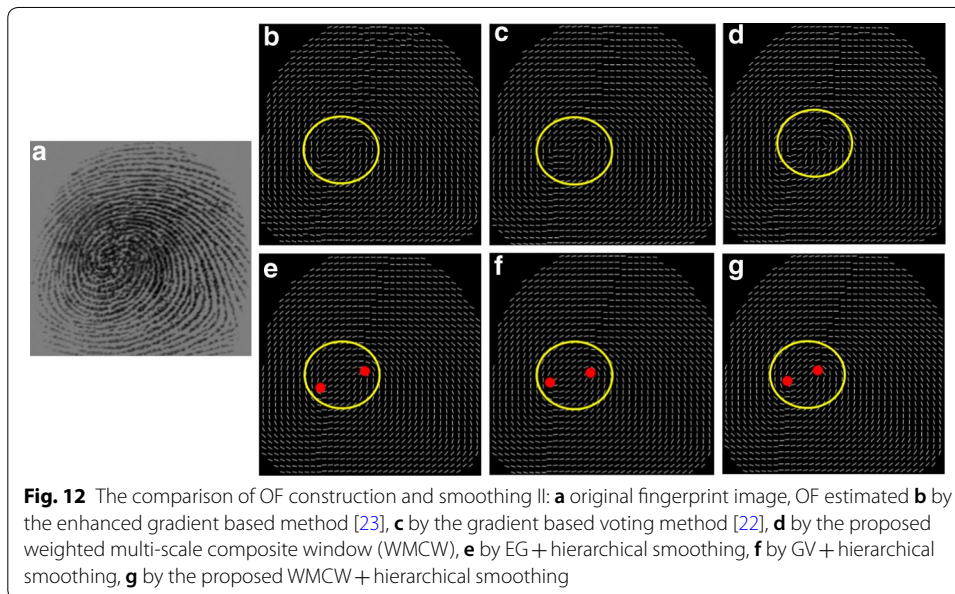 b
c
d
a
e
f
g
Fig. 12 The comparison of OF construction and smoothing II: a original fingerprint image, OF estimated b by
the enhanced gradient based method [23], c by the gradient based voting method [22], d by the proposed
weighted multi-scale composite window (WMCW), e by EG + hierarchical smoothing, f by GV + hierarchical
smoothing, g by the proposed WMCW + hierarchical smoothing